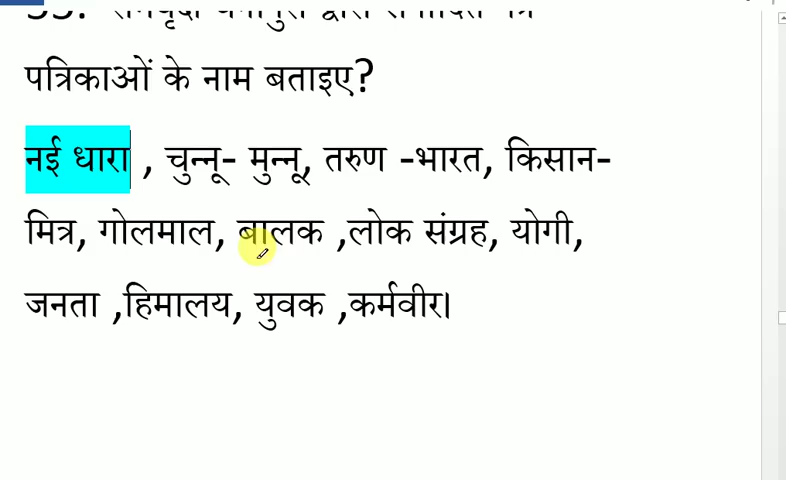 पत्रिकाओं के नाम बताइए?
नई धारा , चुन्नू- मुन्नू, तरुण -भारत, किसान-
मित्र, गोलमाल, बालक ,लोक संग्रह, योगी,
जनता ,हिमालय, युवक ,कर्मवीर।